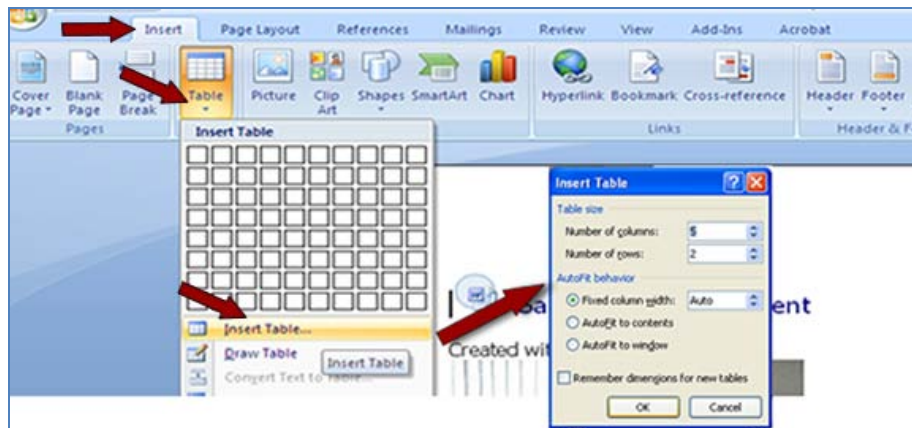 Insert Page Layout References Mailings Review View Add-Ins Acrobat
Cover Page Blank Page Page Break Table Picture Clip Art Shapes SmartArt Chart Hyperlink Bookmark Cross-reference Header Footer
Pages Links Header & F
Insert Table
Insert Table...
Draw Table
Insert Table
Convert Text to Table...
Insert Table
Table size
Number of columns: 5
Number of rows: 2
AutoFit behavior
Fixed column width: Auto
AutoFit to contents
AutoFit to window
Remember dimensions for new tables
OK Cancel
Sa ent
Created wit